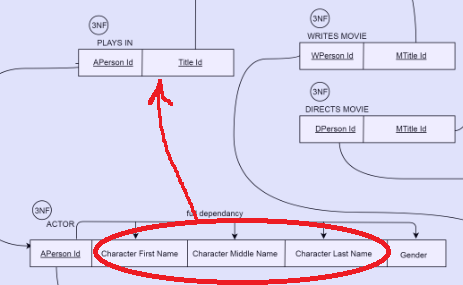 3NF
PLAYS IN
APerson Id Title Id
3NF
WRITES MOVIE
WPerson Id MTitle Id
3NF
DIRECTS MOVIE
DPerson Id MTitle Id
3NF
ACTOR
full dependancy
APerson Id Character First Name Character Middle Name Character Last Name Gender